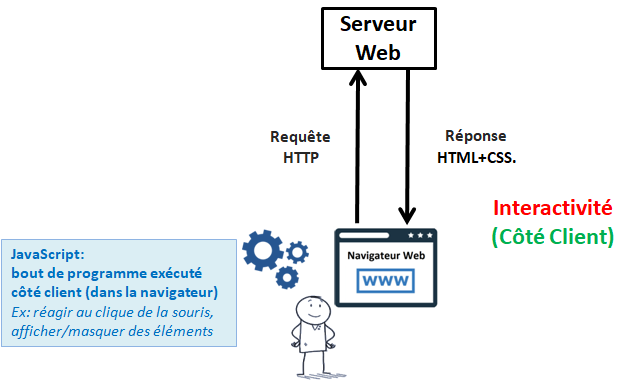 Serveur
Web
Requête
HTTP
Réponse
HTML+CSS.
Interactivité
(Côté Client)
Navigateur Web
WWW
JavaScript:
bout de programme exécuté
côté client (dans la navigateur)
Ex: réagir au clique de la souris,
afficher/masquer des éléments